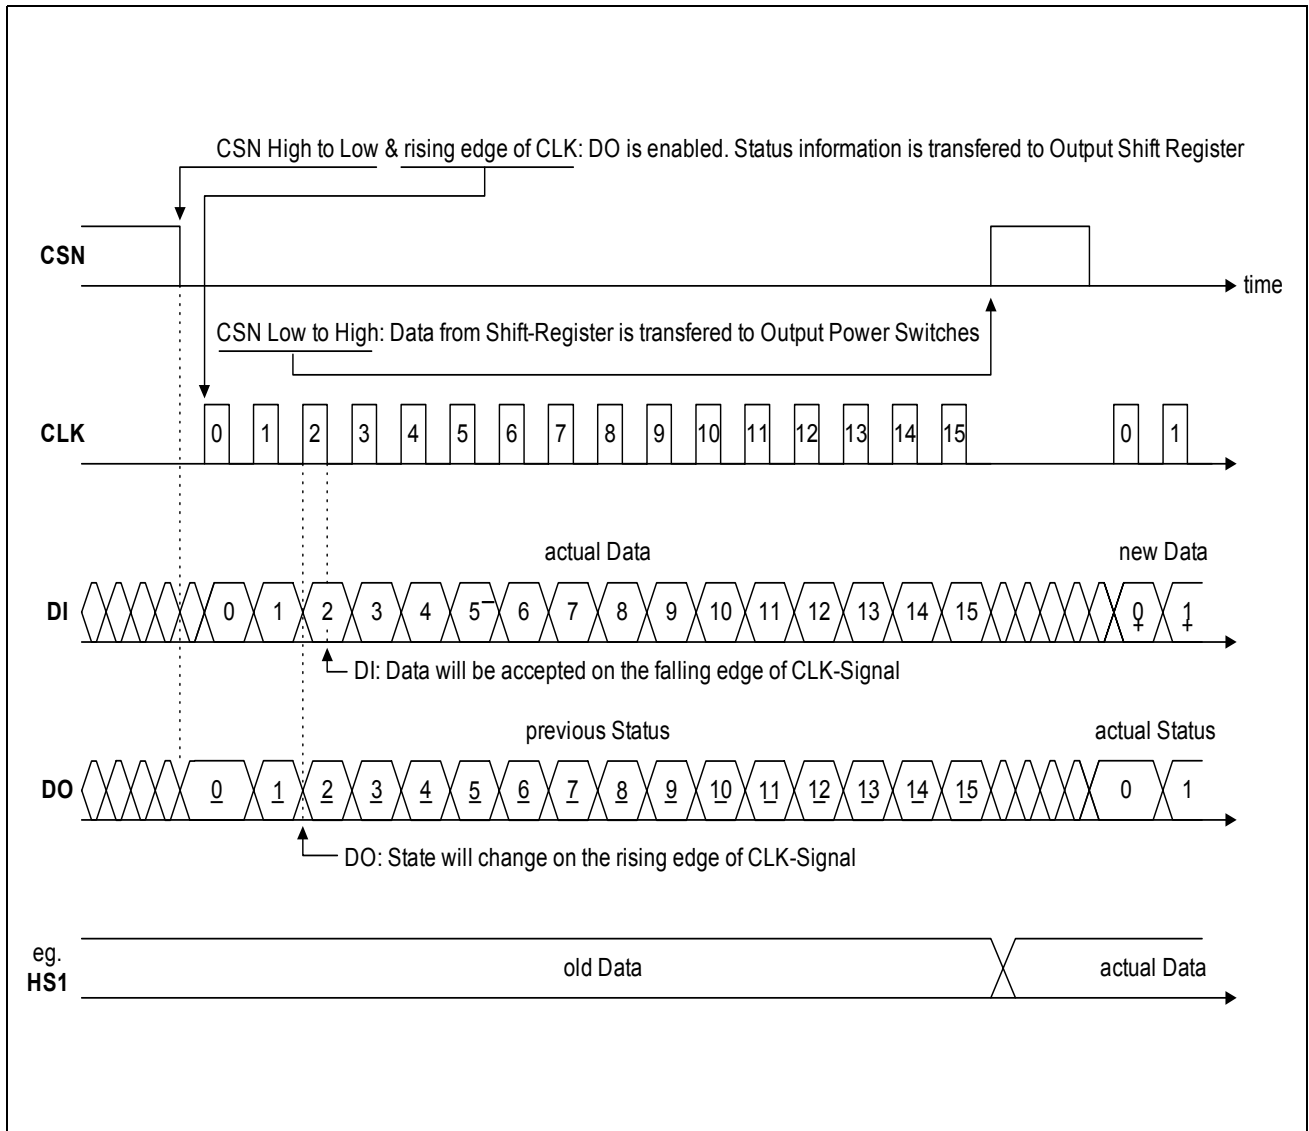 CSN High to Low & rising edge of CLK: DO is enabled. Status information is transfered to Output Shift Register
CSN
time
CSN Low to High: Data from Shift-Register is transfered to Output Power Switches
CLK
0 1 2 3 4 5 6 7 8 9 10 11 12 13 14 15 0 1
actual Data new Data
DI
0 1 2 3 4 5 6 7 8 9 10 11 12 13 14 15 0 1
+ +
DI: Data will be accepted on the falling edge of CLK-Signal
previous Status actual Status
DO
0 1 2 3 4 5 6 7 8 9 10 11 12 13 14 15 0 1
DO: State will change on the rising edge of CLK-Signal
eg.
HS1
old Data actual Data